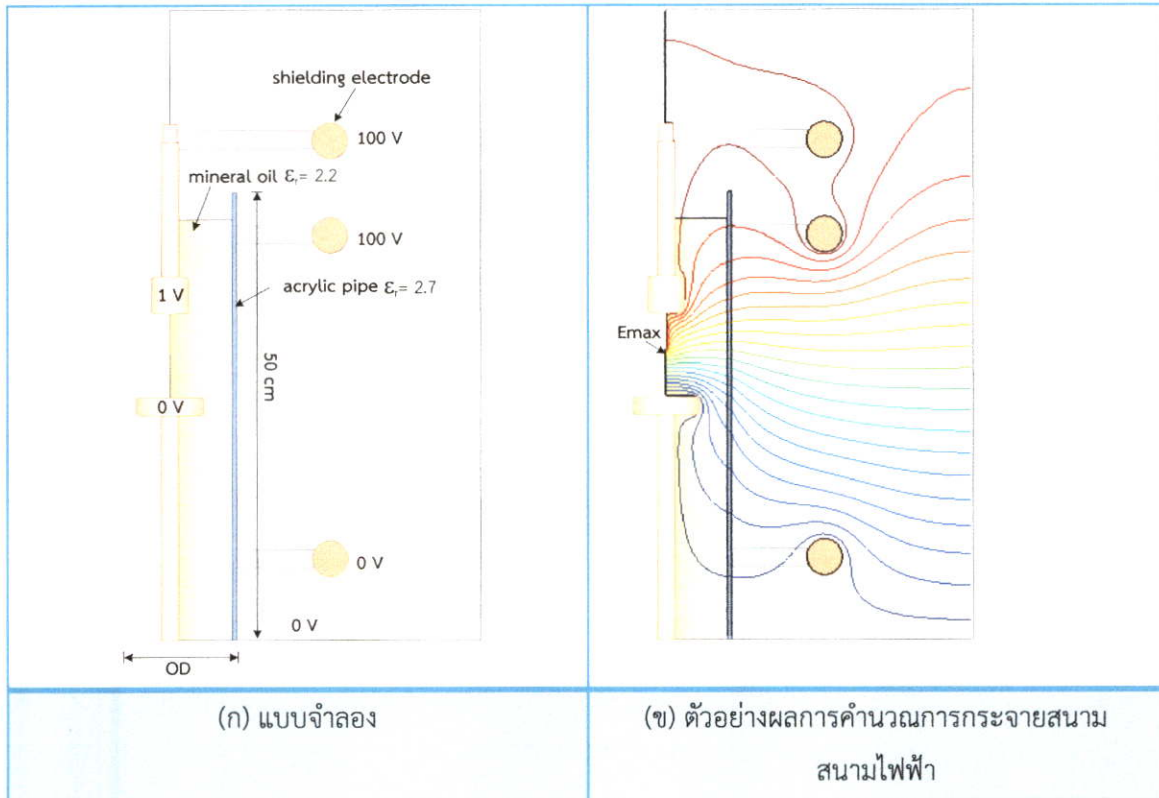 shielding electrode
100 V
mineral oil εr= 2.2
100 V
acrylic pipe εr= 2.7
1 V
50 cm
0 V
0 V
0 V
OD
Emax
(ก) แบบจำลอง
(ข) ตัวอย่างผลการคำนวณการกระจายสนาม
สนามไฟฟ้า